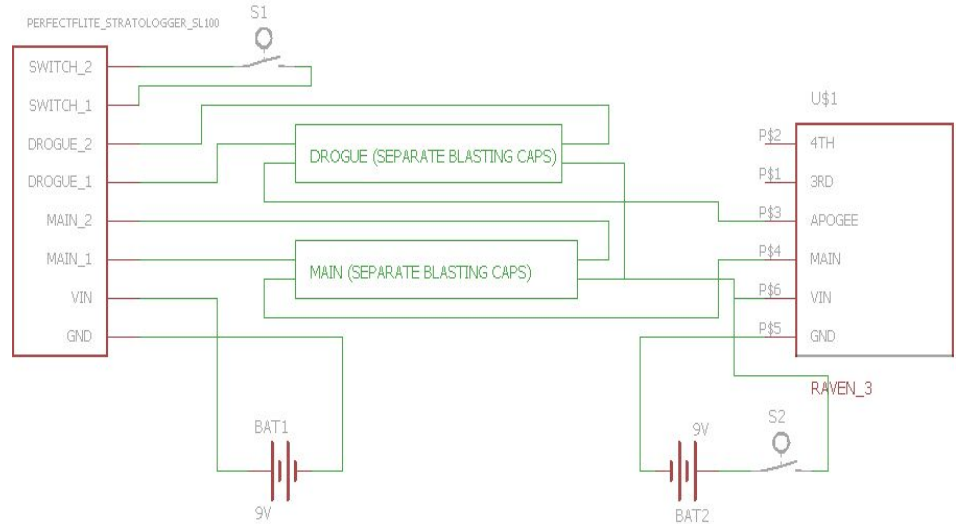 S1
PERFECTFLITE_STRATOLOGGER_SL100
SWITCH_2
SWITCH_1
DROGUE_2
DROGUE_1
MAIN_2
MAIN_1
VIN
GND
DROGUE (SEPARATE BLASTING CAPS)
MAIN (SEPARATE BLASTING CAPS)
U$1
P$2 4TH
P$1 3RD
P$3 APOGEE
P$4 MAIN
P$6 VIN
P$5 GND
RAVEN_3
BAT1
9V
9V
BAT2
S2